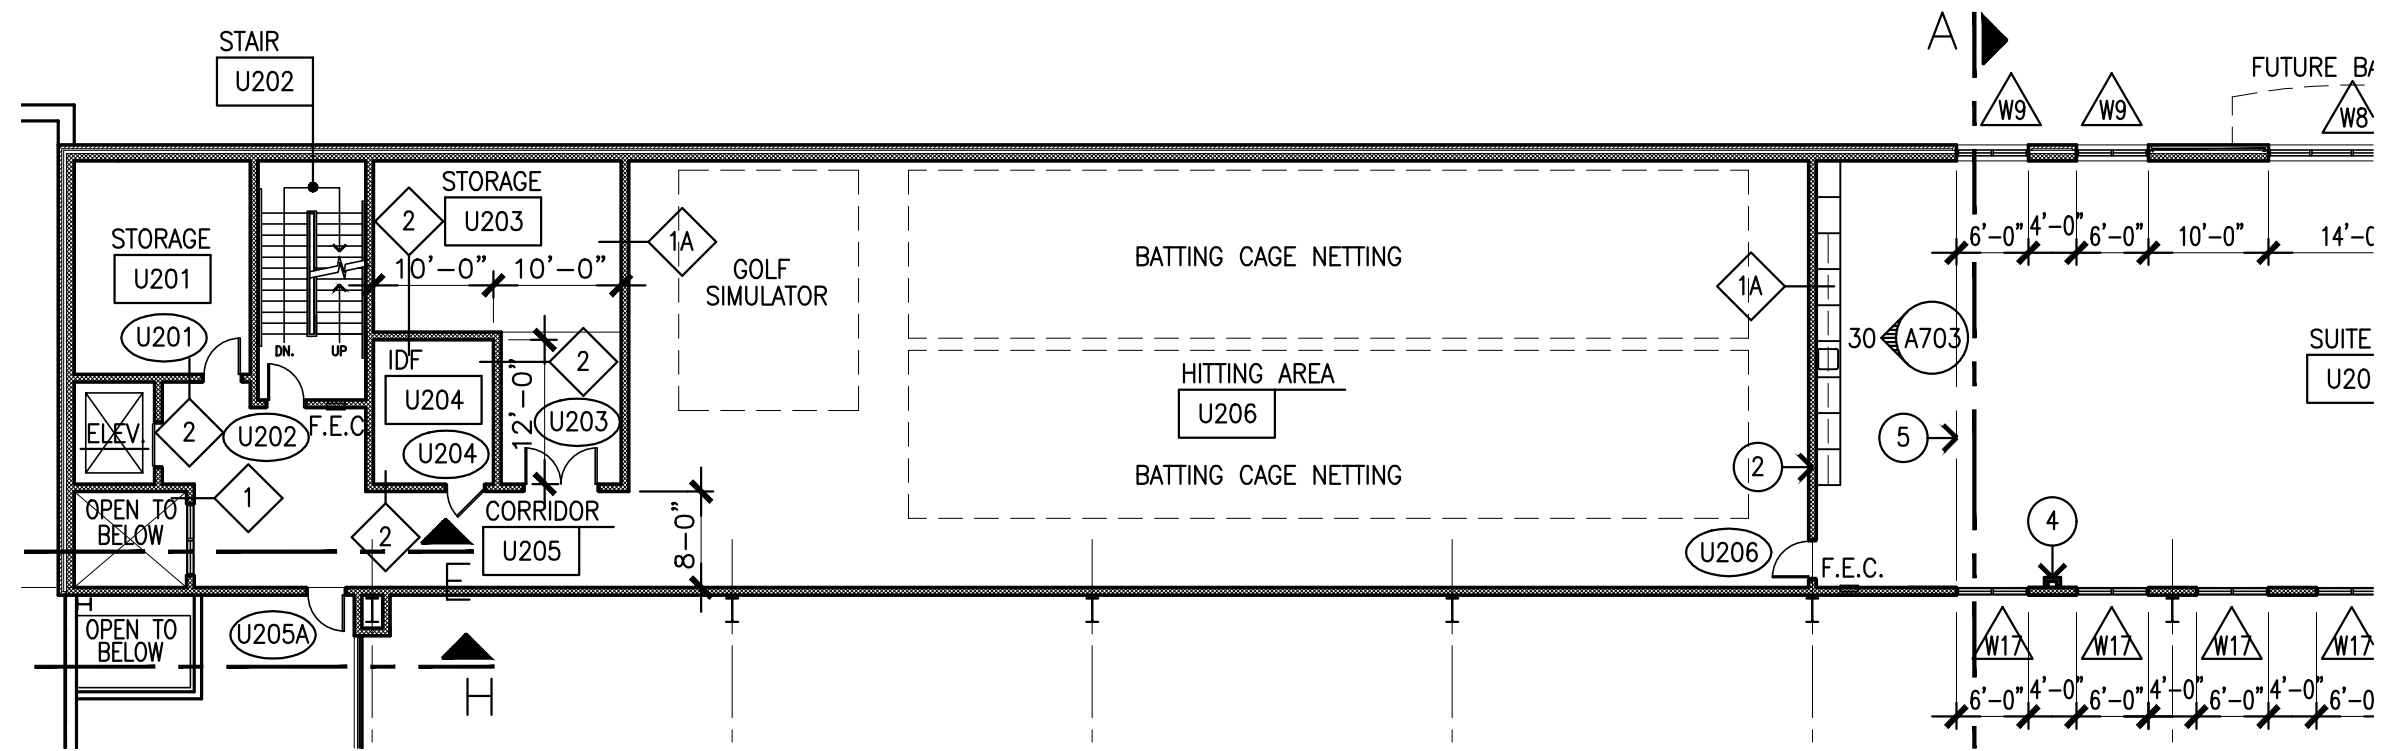 STAIR
U202
A
FUTURE BA
W9
W9
W8
STORAGE
U203
2
STORAGE
U201
1A
10'-0"
10'-0"
GOLF
SIMULATOR
BATTING CAGE NETTING
1A
6'-0"
4'-0"
6'-0"
10'-0"
14'-0
U201
DN.
UP
IDF
U204
2
12'-0"
U203
HITTING AREA
U206
30
A703
SUITE
U20
ELEV.
2
U202
F.E.C.
U204
5
BATTING CAGE NETTING
2
1
OPEN TO
BELOW
2
CORRIDOR
U205
8'-0"
4
U206
F.E.C.
E
H
OPEN TO
BELOW
U205A
H
W17
W17
W17
W17
6'-0"
4'-0"
6'-0"
4'-0"
6'-0"
4'-0"
6'-0